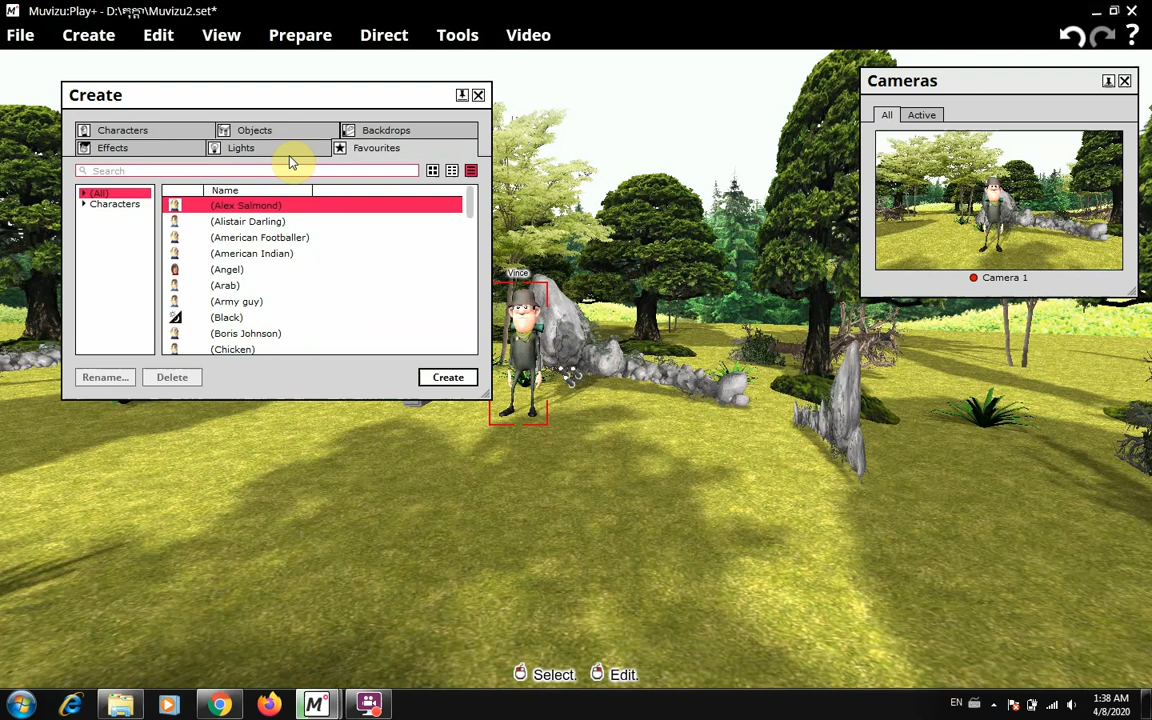 Muvizu:Play+ - D:\កុដ្ឋា\Muvizu2.set*
File Create Edit View Prepare Direct Tools Video ?
Create
Characters Objects Backdrops
Effects Lights Favourites
Search
(All)
Characters
Name
(Alex Salmond)
(Alistair Darling)
(American Footballer)
(American Indian)
(Angel)
(Arab)
(Army guy)
(Black)
(Boris Johnson)
(Chicken)
Rename... Delete Create
Cameras
All Active
Camera 1
Vince
Select. Edit.
EN
1:38 AM
4/8/2020